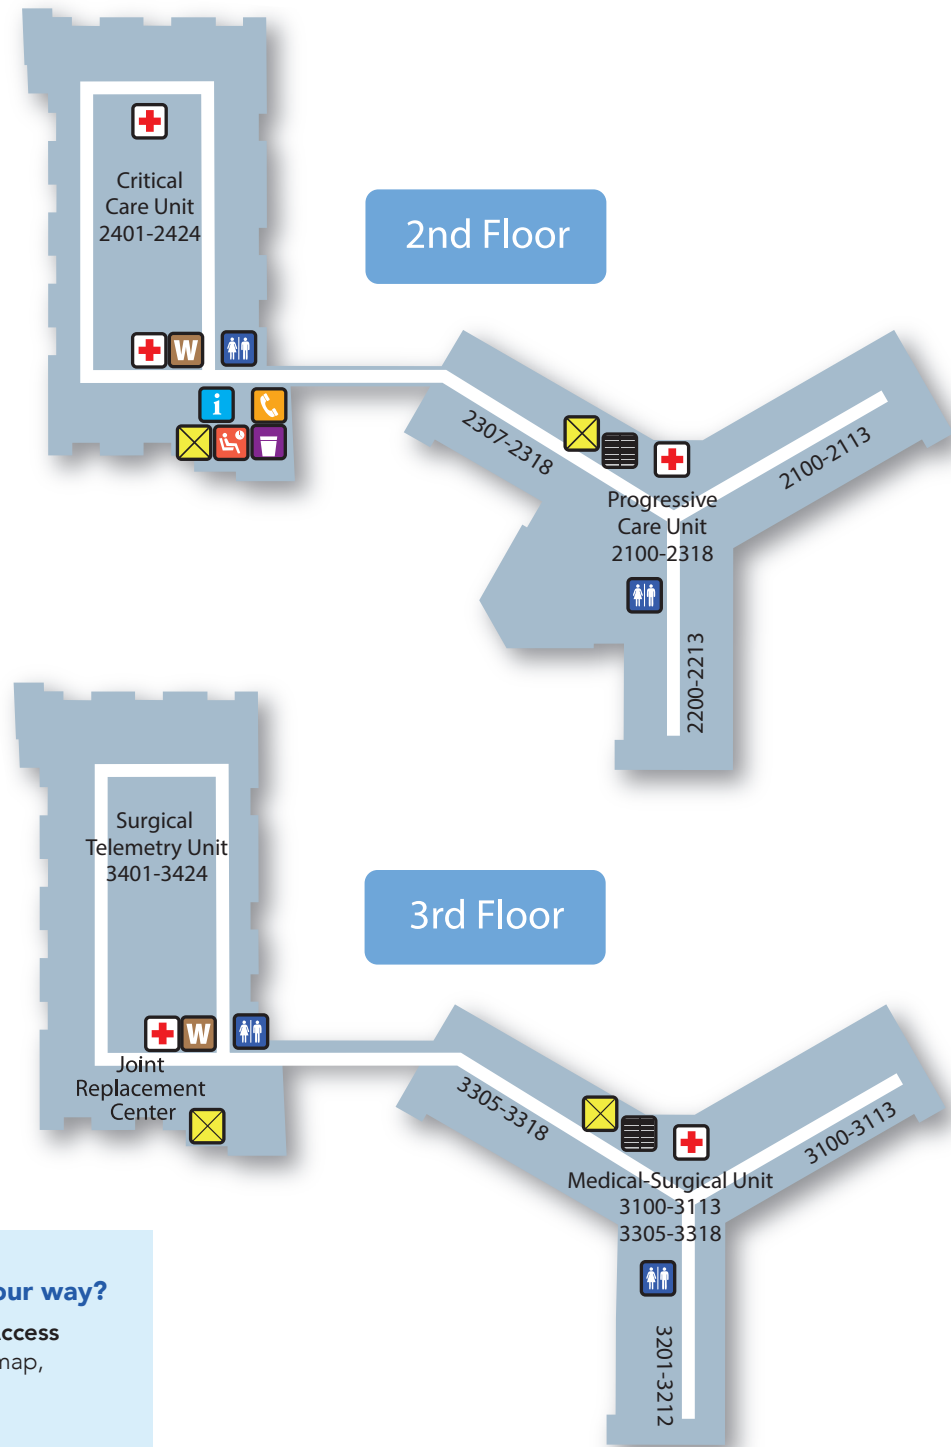 Critical
Care Unit
2401-2424
2nd Floor
W
i
2307-2318
2100-2113
Progressive
Care Unit
2100-2318
2200-2213
Surgical
Telemetry Unit
3401-3424
3rd Floor
W
Joint
Replacement
Center
3305-3318
3100-3113
Medical-Surgical Unit
3100-3113
3305-3318
3201-3212
our way?
ccess
map,